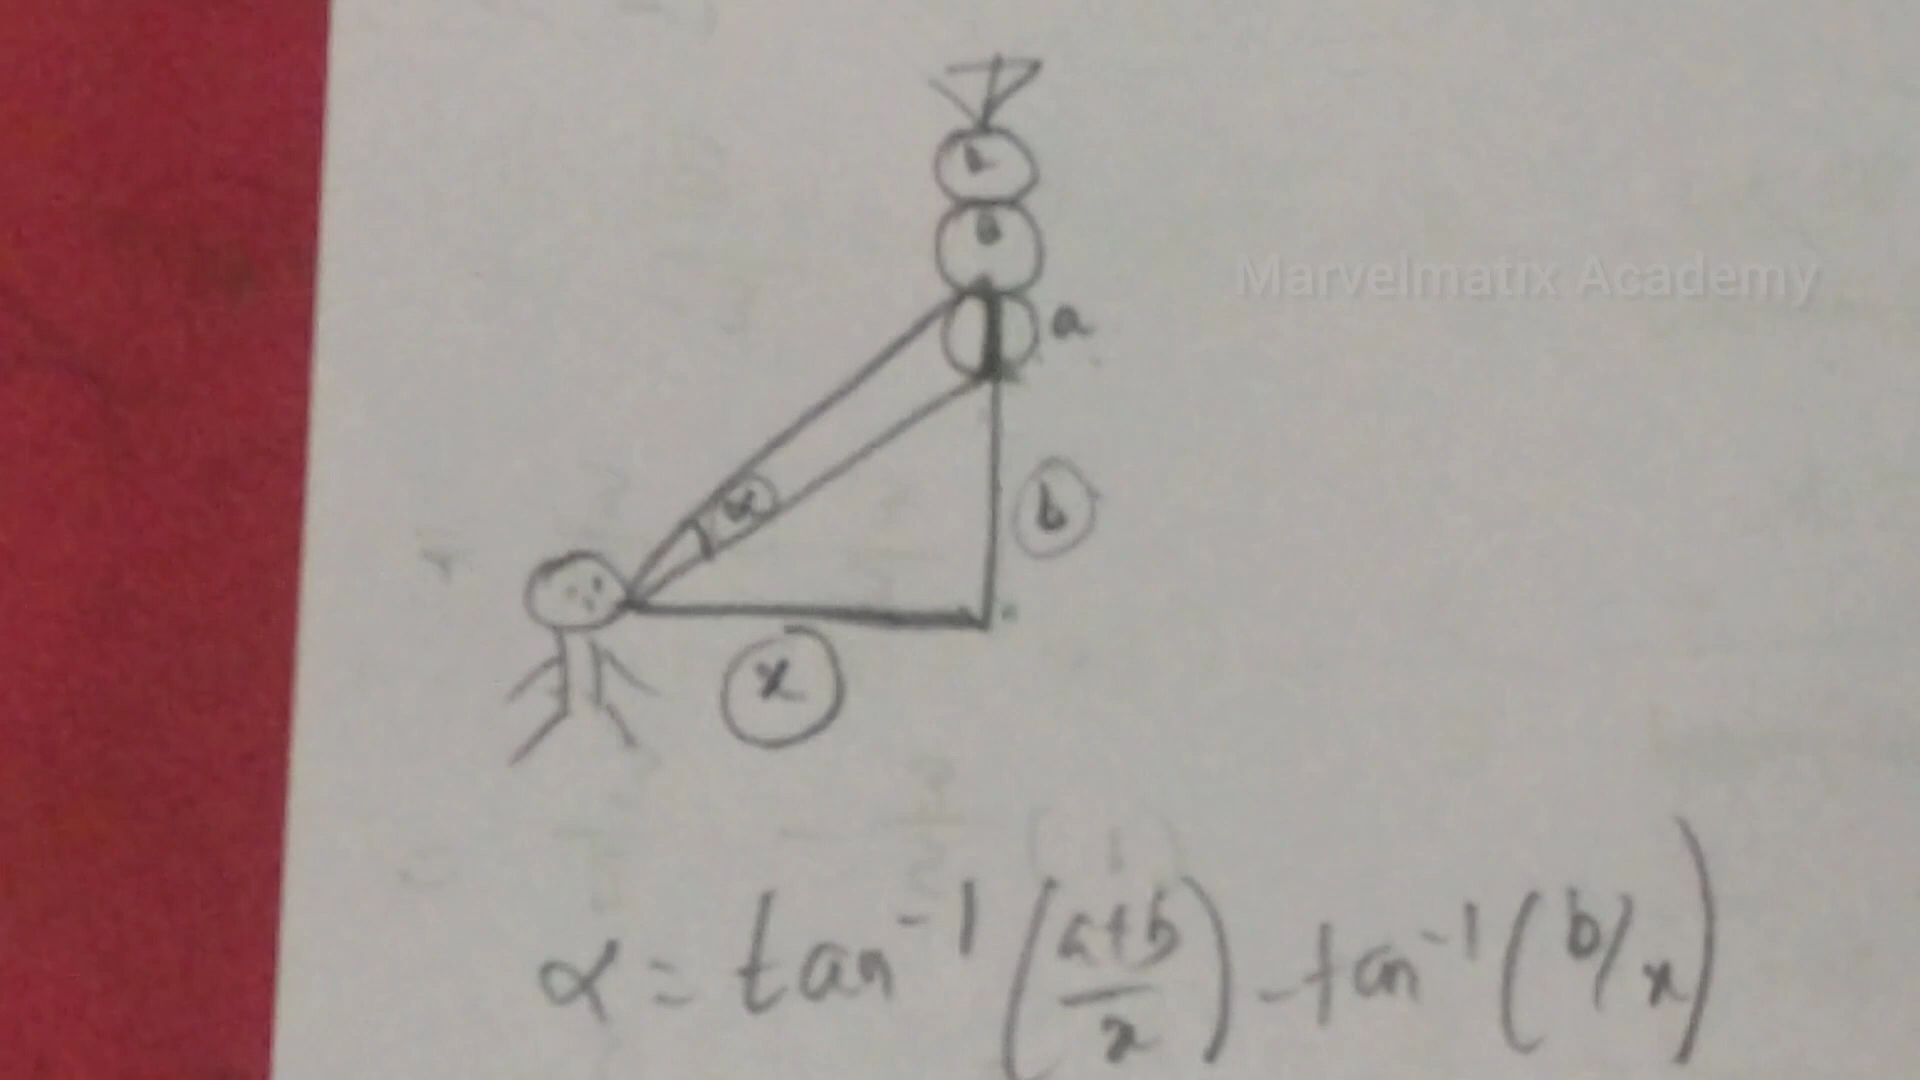 Marvelmatix Academy
a
α
b
x
α = tan⁻¹ (a+b/x) - tan⁻¹ (b/x)